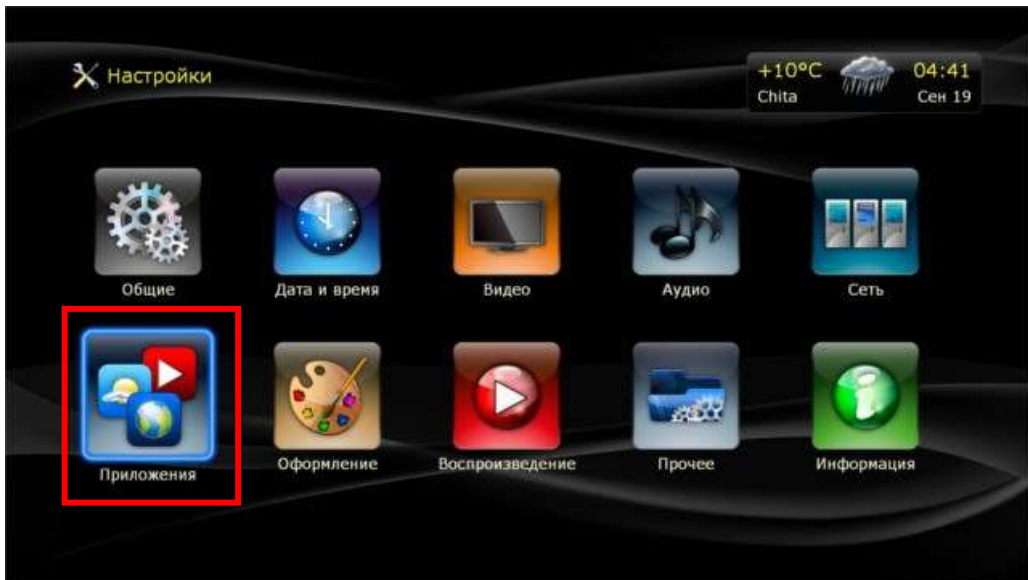 Настройки
+10°C 04:41
Chita Сен 19
Общие Дата и время Видео Аудио Сеть
Приложения Оформление Воспроизведение Прочее Информация